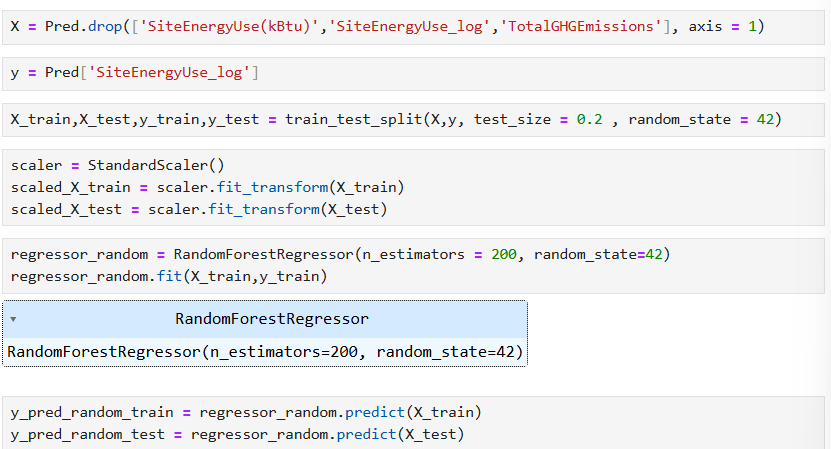 X = Pred.drop(['SiteEnergyUse(kBtu)','SiteEnergyUse_log','TotalGHGEmissions'], axis = 1)
y = Pred['SiteEnergyUse_log']
X_train,X_test,y_train,y_test = train_test_split(X,y, test_size = 0.2 , random_state = 42)
scaler = StandardScaler()
scaled_X_train = scaler.fit_transform(X_train)
scaled_X_test = scaler.fit_transform(X_test)
regressor_random = RandomForestRegressor(n_estimators = 200, random_state=42)
regressor_random.fit(X_train,y_train)
RandomForestRegressor
RandomForestRegressor(n_estimators=200, random_state=42)
y_pred_random_train = regressor_random.predict(X_train)
y_pred_random_test = regressor_random.predict(X_test)